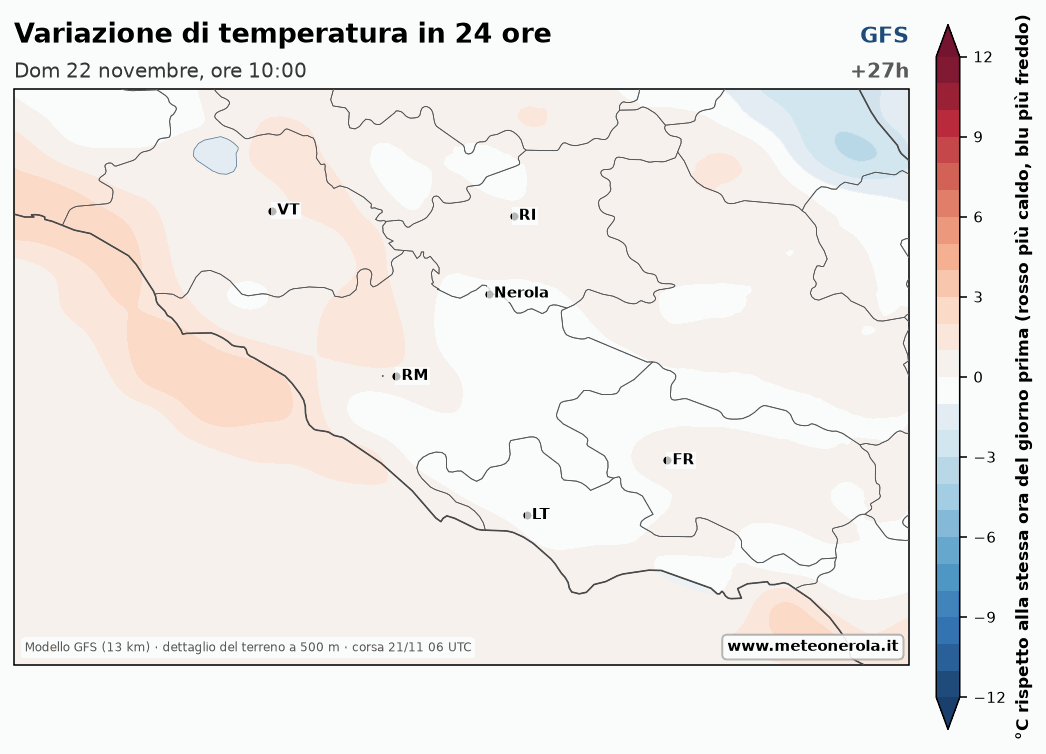 Variazione di temperatura in 24 ore
GFS
Dom 22 novembre, ore 10:00
+27h
VT
RI
Nerola
RM
FR
LT
Modello GFS (13 km) · dettaglio del terreno a 500 m · corsa 21/11 06 UTC
www.meteonerola.it
12
9
6
3
0
−3
−6
−9
−12
°C rispetto alla stessa ora del giorno prima (rosso più caldo, blu più freddo)